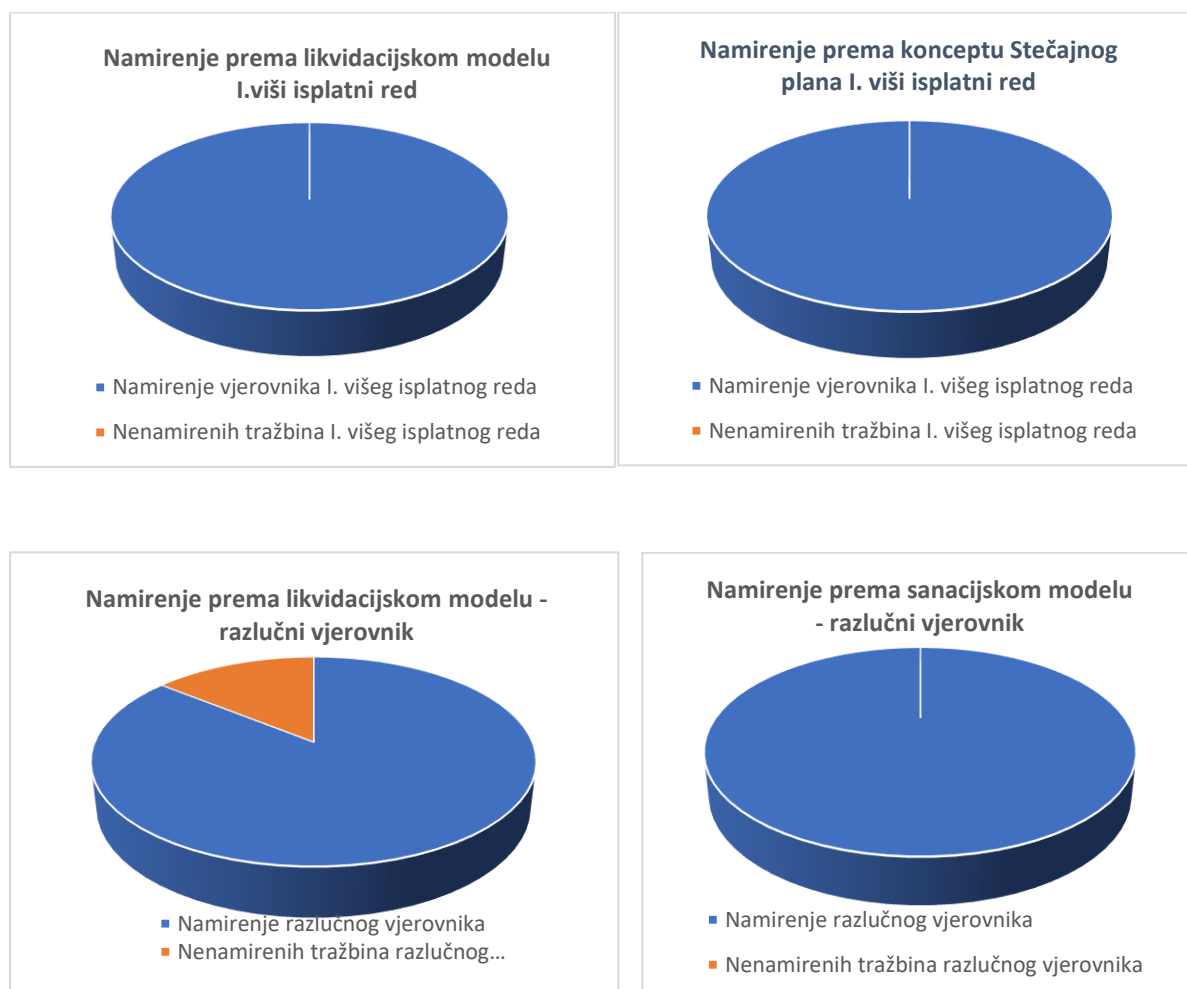 Namirenje prema likvidacijskom modelu
I.viši isplatni red
Namirenje vjerovnika I. višeg isplatnog reda
Nenamirenih tražbina I. višeg isplatnog reda
Namirenje prema konceptu Stečajnog
plana I. viši isplatni red
Namirenje vjerovnika I. višeg isplatnog reda
Nenamirenih tražbina I. višeg isplatnog reda
Namirenje prema likvidacijskom modelu -
razlučni vjerovnik
Namirenje razlučnog vjerovnika
Nenamirenih tražbina razlučnog...
Namirenje prema sanacijskom modelu
- razlučni vjerovnik
Namirenje razlučnog vjerovnika
Nenamirenih tražbina razlučnog vjerovnika